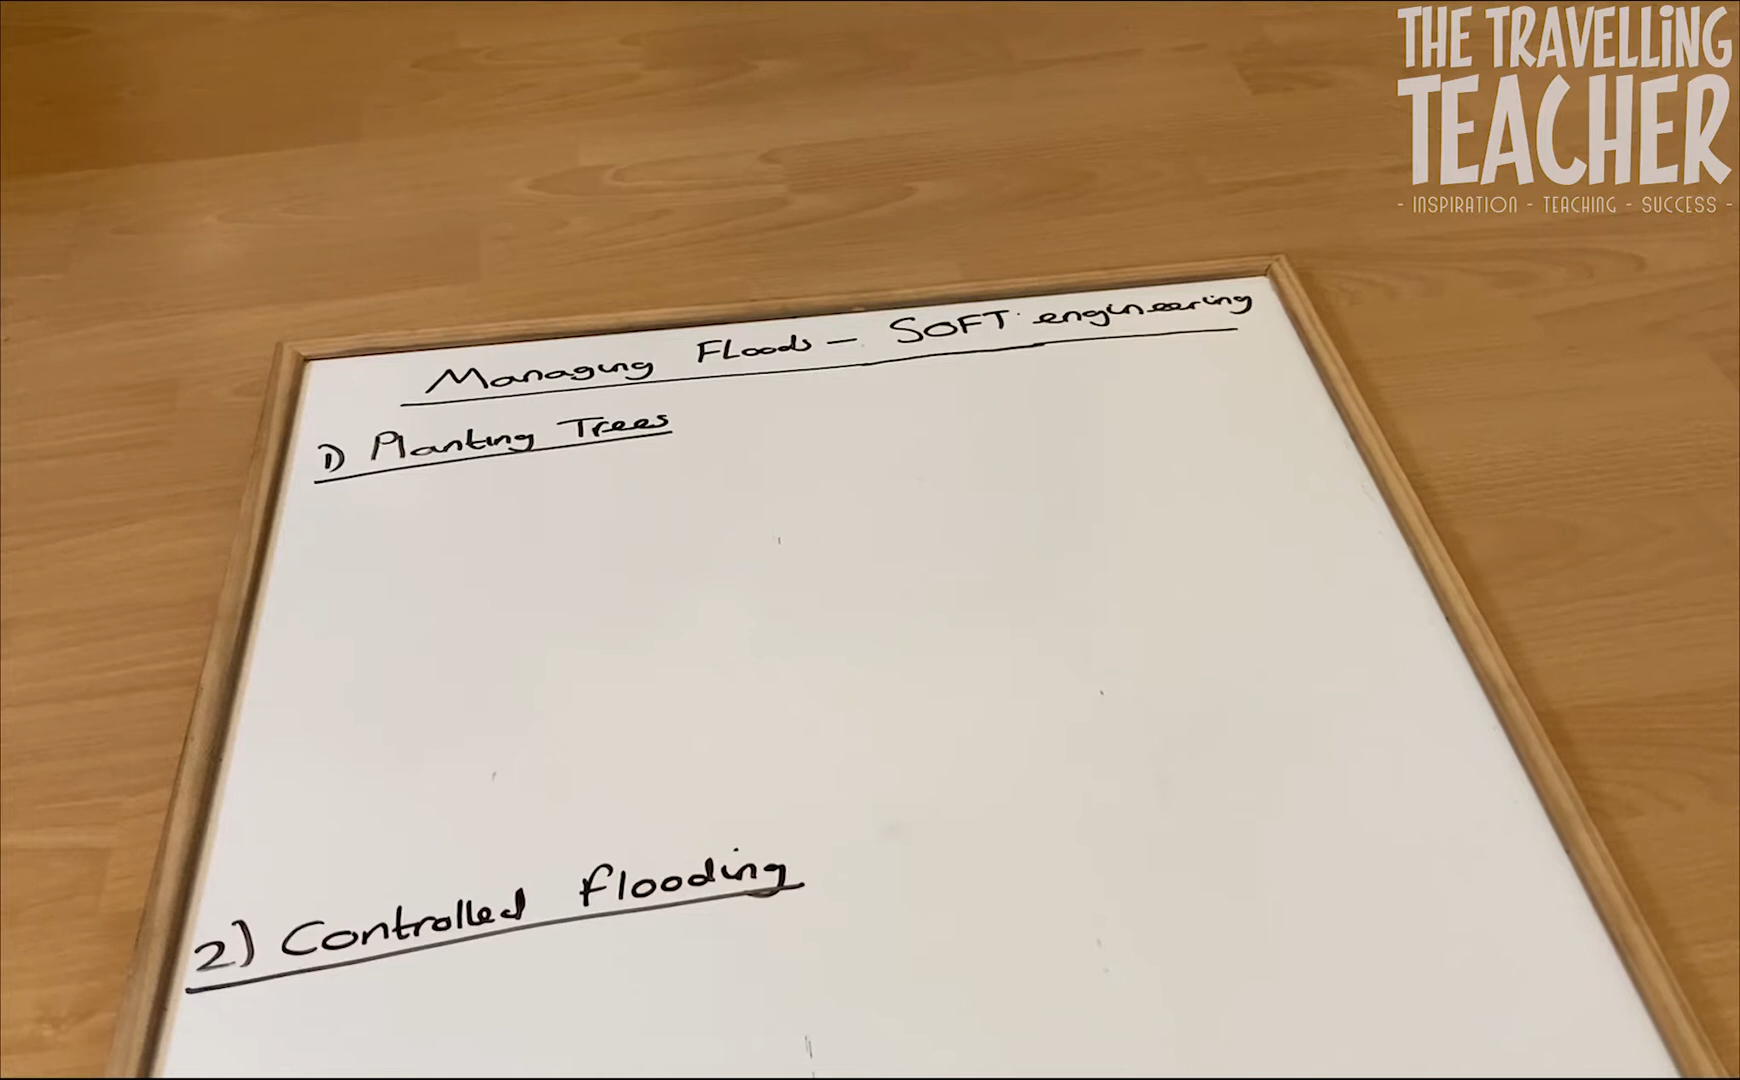 THE TRAVELLING
TEACHER
- INSPIRATION - TEACHING - SUCCESS -
Managing Floods - SOFT engineering
1) Planting Trees
2) Controlled flooding